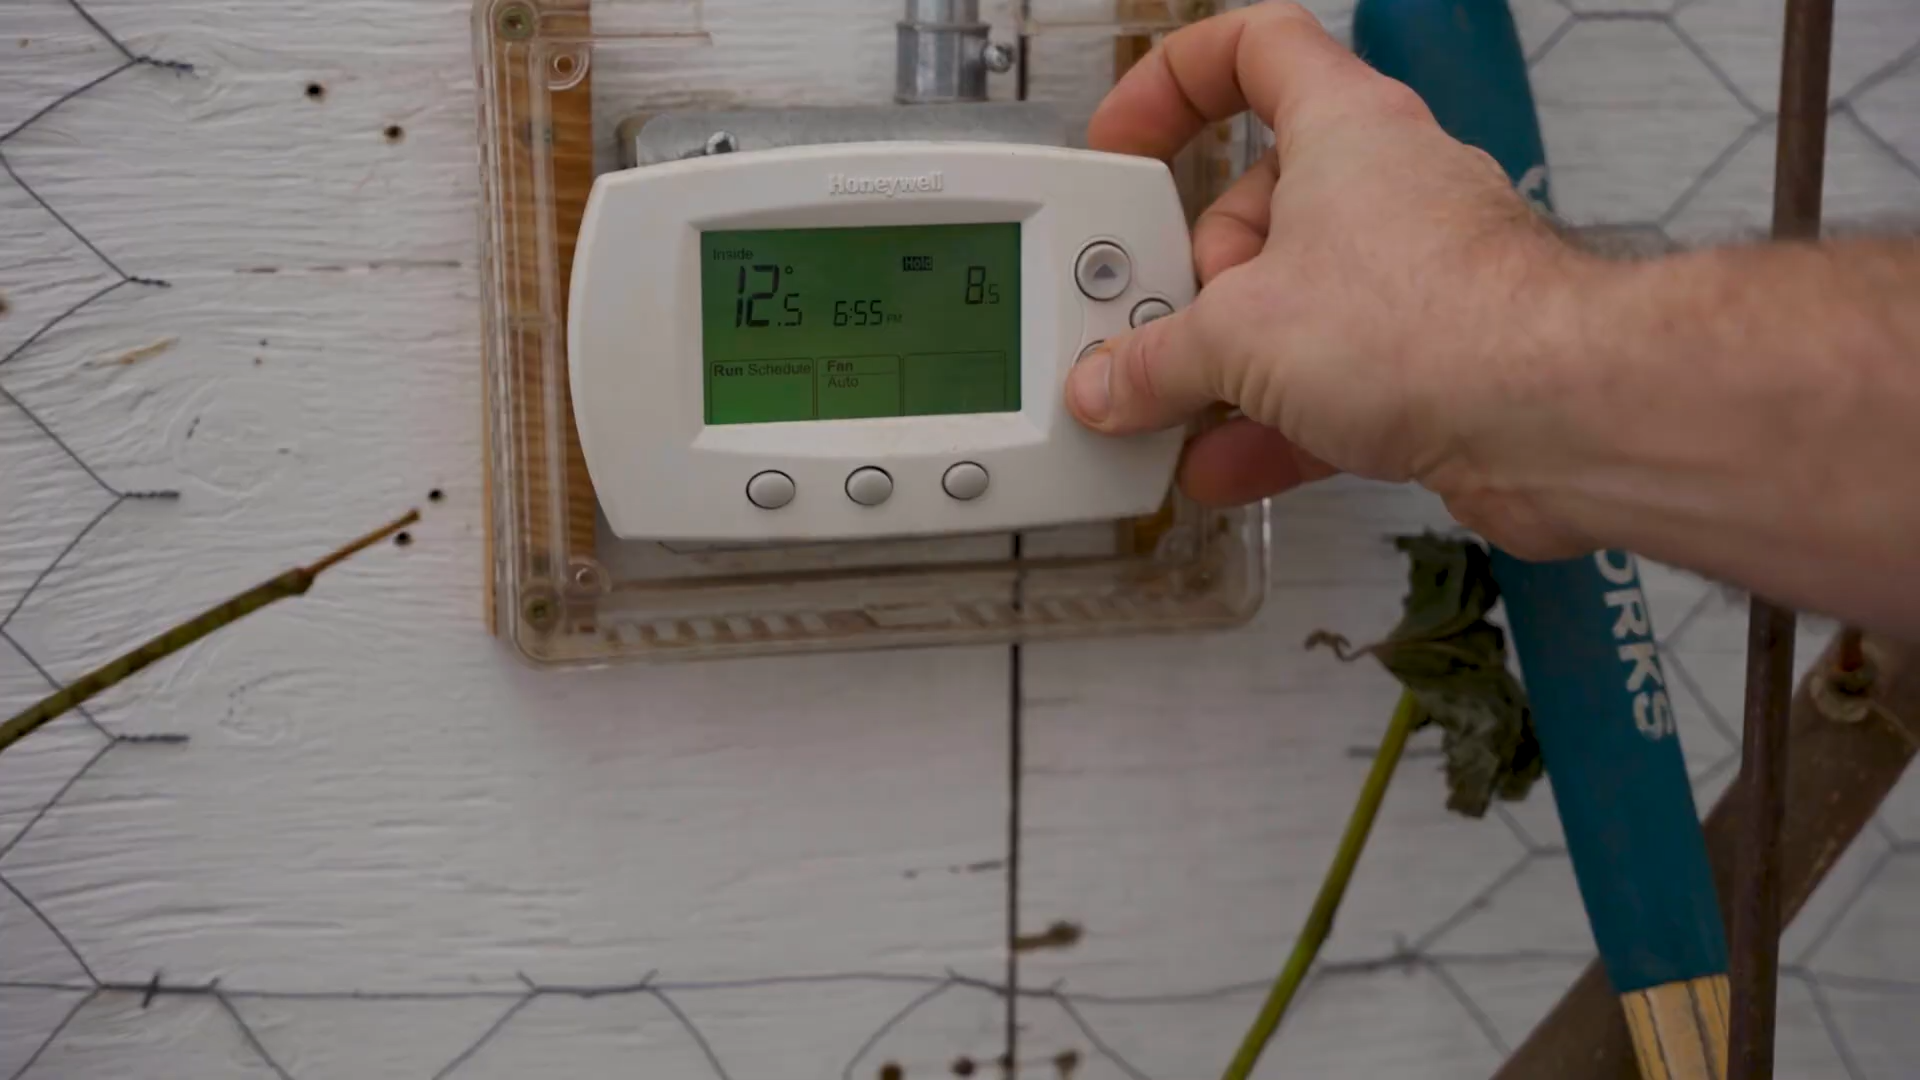 Honeywell
Inside
12.5°
6:55 PM
Hold
8.5
Run Schedule
Fan
Auto
ORKS